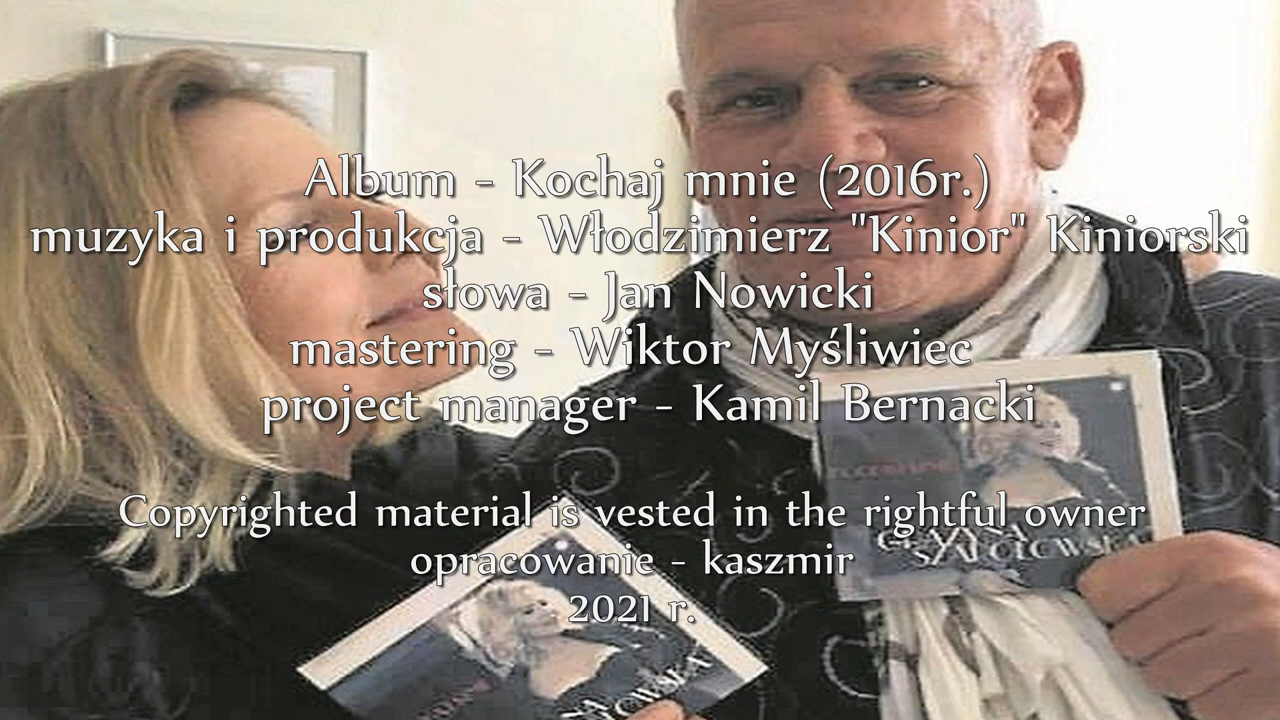 Album - Kochaj mnie (2016r.)
muzyka i produkcja - Włodzimierz "Kinior" Kiniorski
słowa - Jan Nowicki
mastering - Wiktor Myśliwiec
project manager - Kamil Bernacki
Copyrighted material is vested in the rightful owner
opracowanie - kaszmir
2021 r.